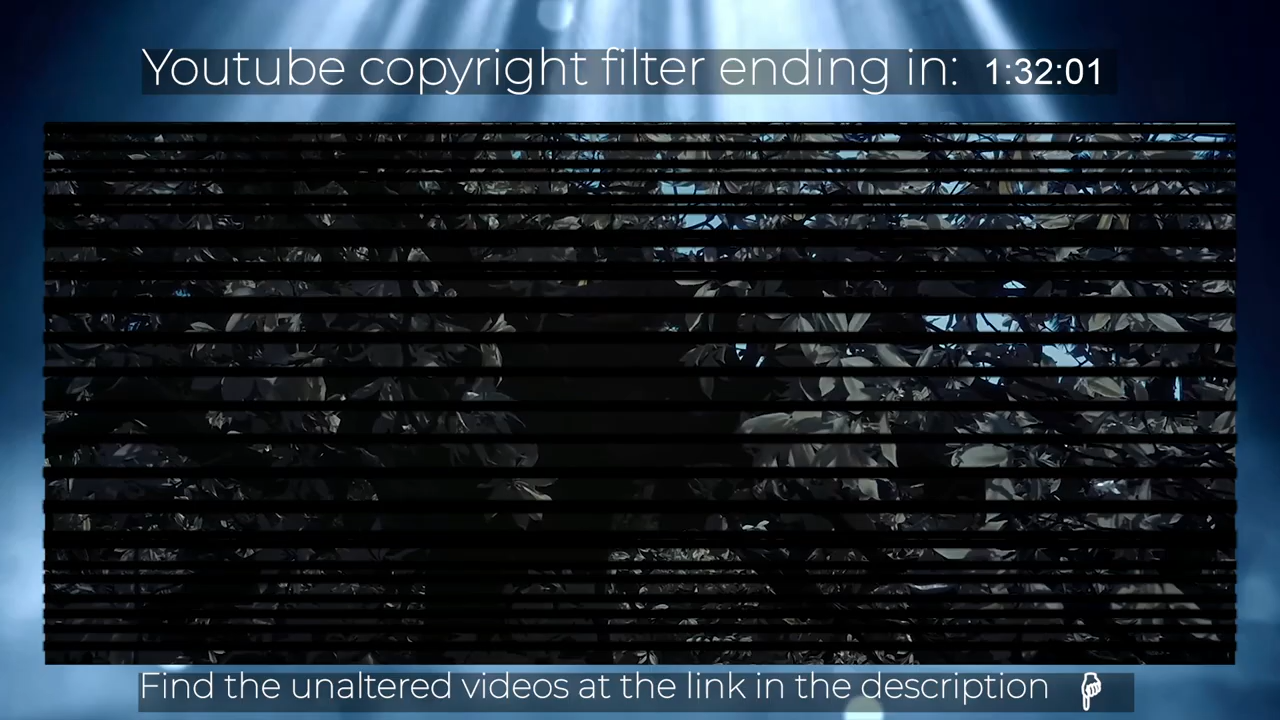 Youtube copyright filter ending in: 1:32:01
Find the unaltered videos at the link in the description